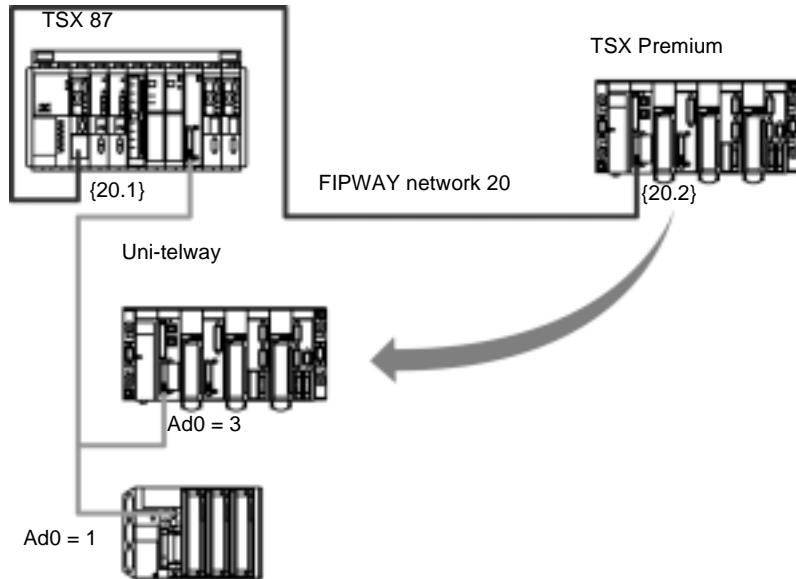 TSX 87
TSX Premium
{20.1}
FIPWAY network 20
{20.2}
Uni-telway
Ad0 = 3
Ad0 = 1